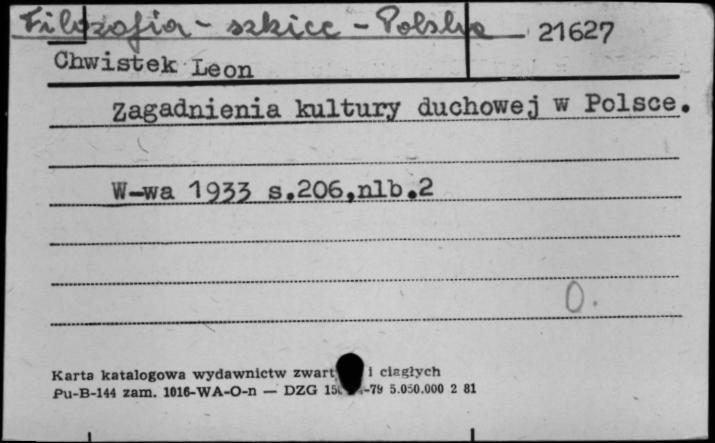 Filozofia - szkice - Polska 21627
Chwistek Leon
Zagadnienia kultury duchowej w Polsce.
W-wa 1933 s.206,nlb.2
0.
Karta katalogowa wydawnictw i ciągłych
Pu-B-144 zam. 1016-WA-O-n — DZG -79 5.050.000 2 81